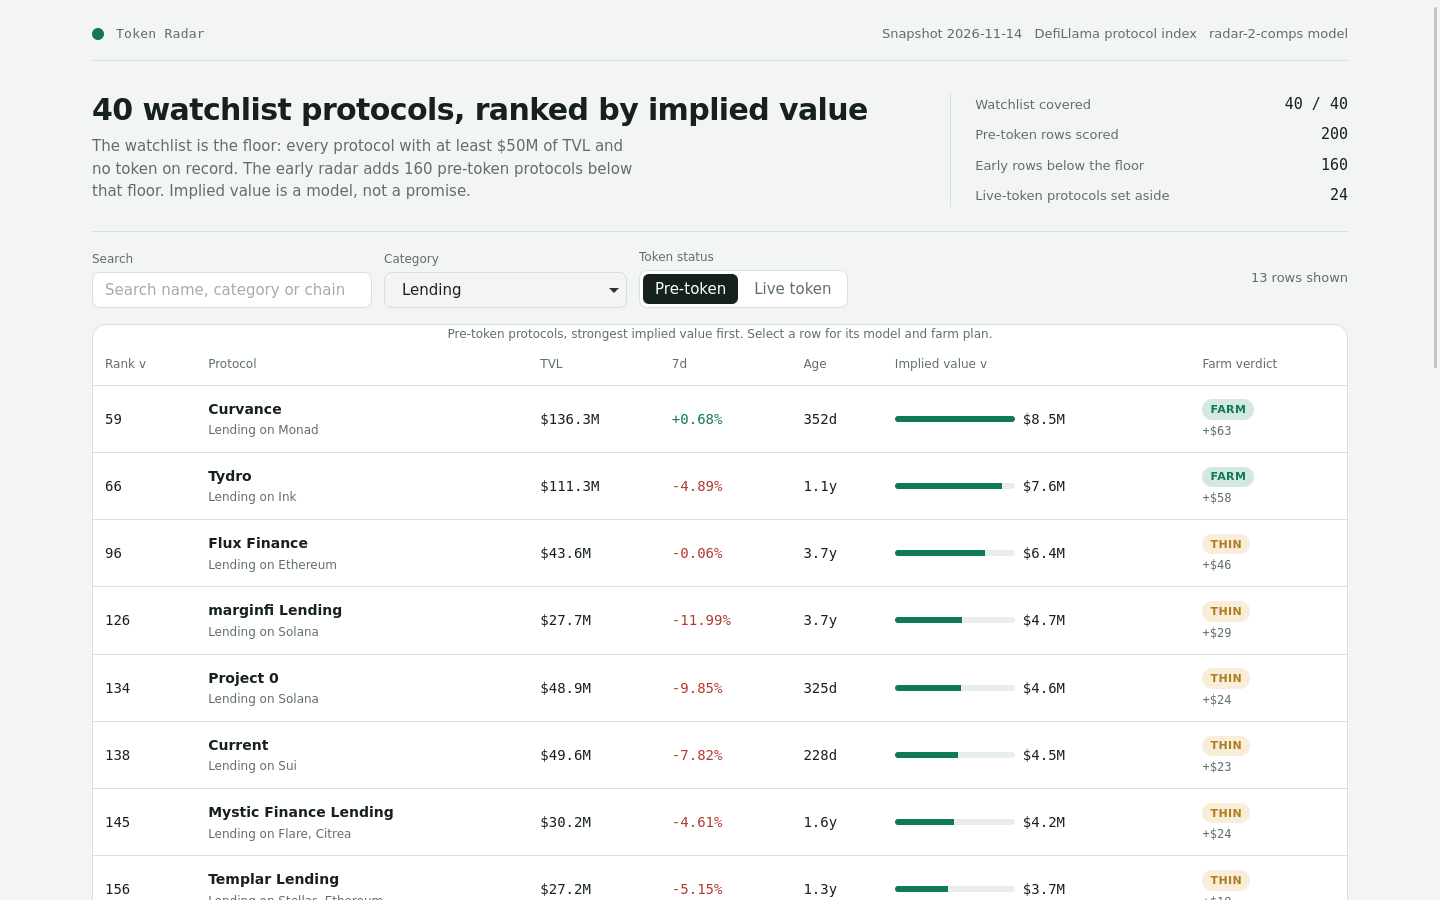 Token Radar
Snapshot 2026-11-14 DefiLlama protocol index radar-2-comps model
40 watchlist protocols, ranked by implied value
The watchlist is the floor: every protocol with at least $50M of TVL and
no token on record. The early radar adds 160 pre-token protocols below
that floor. Implied value is a model, not a promise.
Watchlist covered 40 / 40
Pre-token rows scored 200
Early rows below the floor 160
Live-token protocols set aside 24
Search Category Token status
Search name, category or chain Lending Pre-token Live token
13 rows shown
Pre-token protocols, strongest implied value first. Select a row for its model and farm plan.
Rank v Protocol TVL 7d Age Implied value v Farm verdict
59 Curvance $136.3M +0.68% 352d $8.5M FARM
Lending on Monad +$63
66 Tydro $111.3M -4.89% 1.1y $7.6M FARM
Lending on Ink +$58
96 Flux Finance $43.6M -0.06% 3.7y $6.4M THIN
Lending on Ethereum +$46
126 marginfi Lending $27.7M -11.99% 3.7y $4.7M THIN
Lending on Solana +$29
134 Project 0 $48.9M -9.85% 325d $4.6M THIN
Lending on Solana +$24
138 Current $49.6M -7.82% 228d $4.5M THIN
Lending on Sui +$23
145 Mystic Finance Lending $30.2M -4.61% 1.6y $4.2M THIN
Lending on Flare, Citrea +$24
156 Templar Lending $27.2M -5.15% 1.3y $3.7M THIN
Lending on Stellar, Ethereum